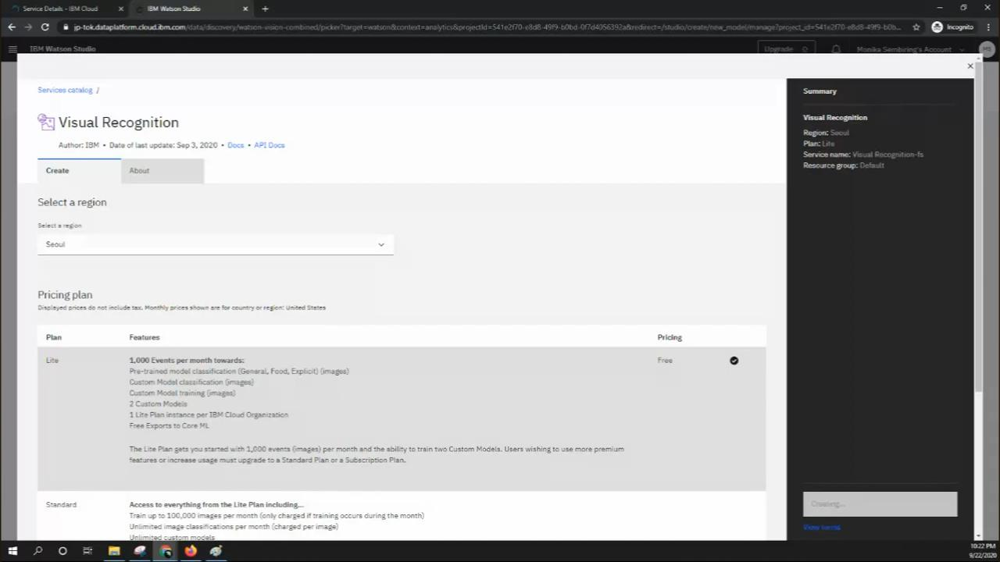 Service Details - IBM Cloud
IBM Watson Studio
jp-tok.dataplatform.cloud.ibm.com/data/discovery/watson-vision-combined/picker?target=watson&context=analytics&projectId=541e2f70-e8d8-49f9-b0bd-0f7d4056392a&redirect=/studio/create/new_model/manage?project_id=541e2f70-e8d8-49f9-b0bd-0f7d4056392a...
Incognito
IBM Watson Studio
Upgrade
Monika Sembiring's Account
MS
Services catalog /
Visual Recognition
Author: IBM • Date of last update: Sep 3, 2020 • Docs • API Docs
Create
About
Select a region
Select a region
Seoul
Pricing plan
Displayed prices do not include tax. Monthly prices shown are for country or region: United States
Plan Features Pricing
Lite
1,000 Events per month towards:
Free
Pre-trained model classification (General, Food, Explicit) (images)
Custom Model classification (images)
Custom Model training (images)
2 Custom Models
1 Lite Plan instance per IBM Cloud Organization
Free Exports to Core ML
The Lite Plan gets you started with 1,000 events (images) per month and the ability to train two Custom Models. Users wishing to use more premium
features or increase usage must upgrade to a Standard Plan or a Subscription Plan.
Standard
Access to everything from the Lite Plan including...
Train up to 100,000 images per month (only charged if training occurs during the month)
Unlimited image classifications per month (charged per image)
Unlimited custom models
Summary
Visual Recognition
Region: Seoul
Plan: Lite
Service name: Visual Recognition-fs
Resource group: Default
Creating...
View terms
10:22 PM
9/22/2020